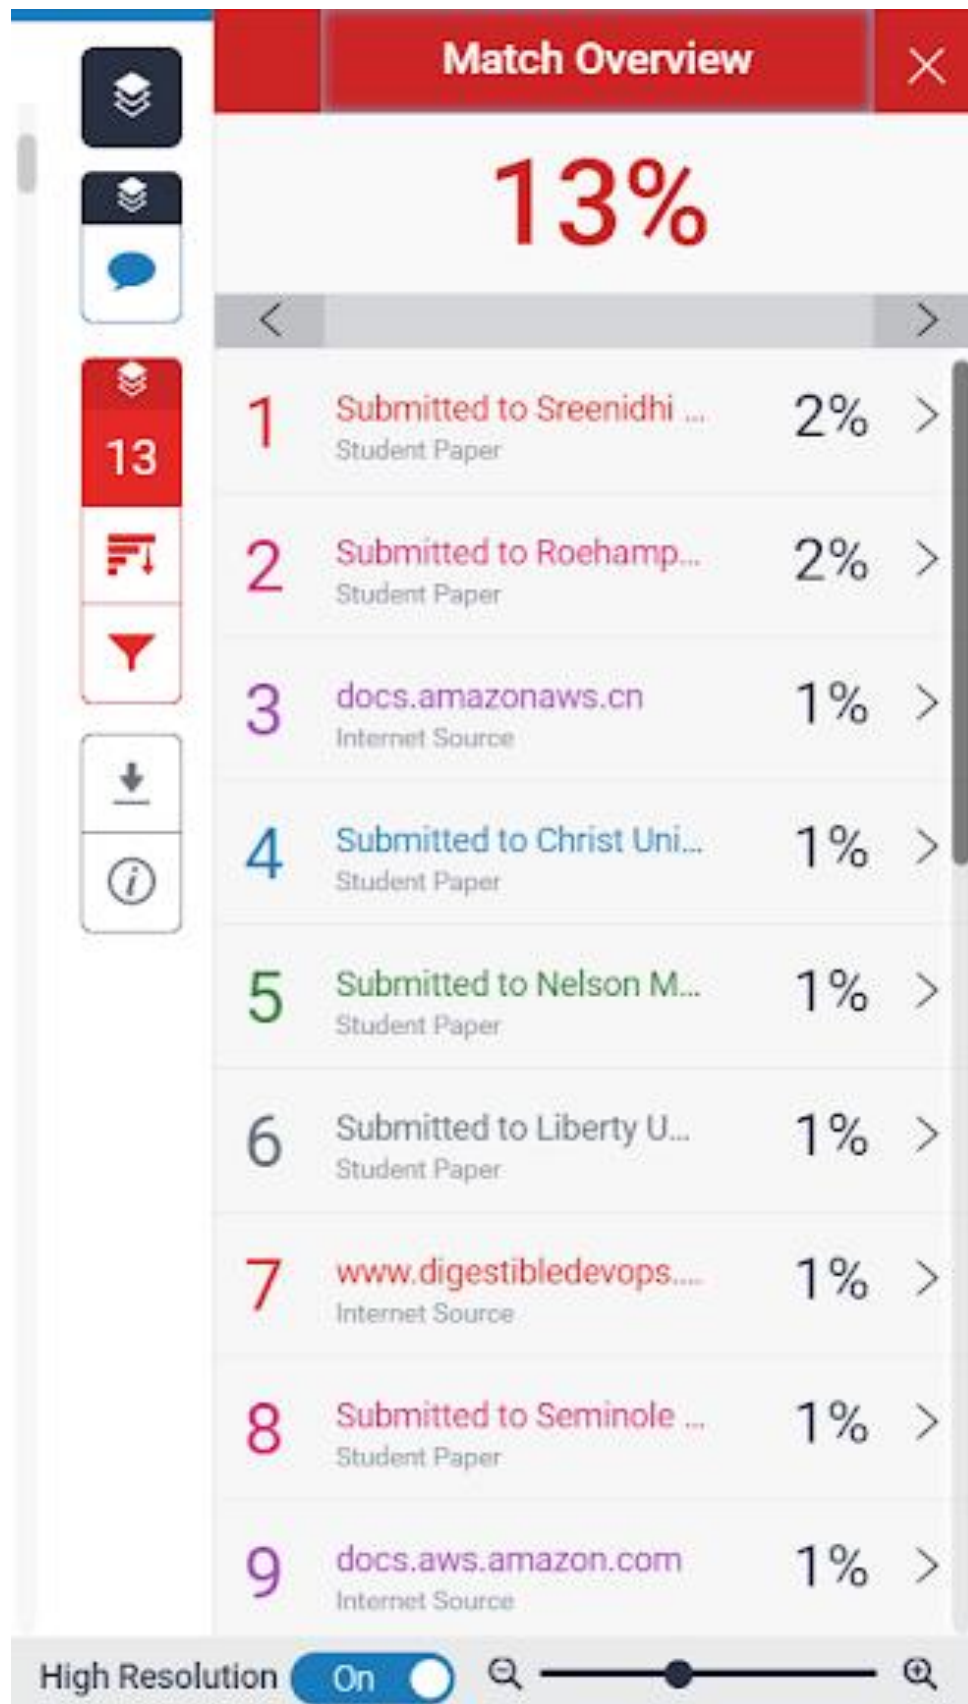 Match Overview
13%
13
1 Submitted to Sreenidhi ... 2%
Student Paper
2 Submitted to Roehamp... 2%
Student Paper
3 docs.amazonaws.cn 1%
Internet Source
4 Submitted to Christ Uni... 1%
Student Paper
5 Submitted to Nelson M... 1%
Student Paper
6 Submitted to Liberty U... 1%
Student Paper
7 www.digestibledevops.... 1%
Internet Source
8 Submitted to Seminole ... 1%
Student Paper
9 docs.aws.amazon.com 1%
Internet Source
High Resolution On